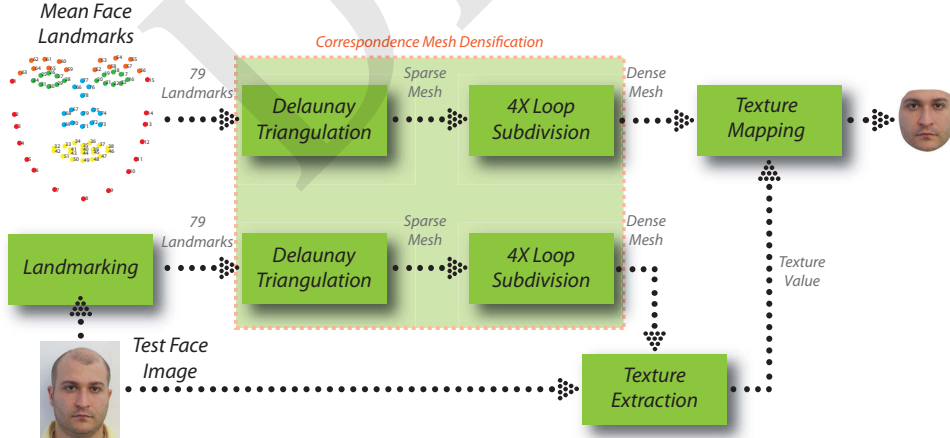 Mean Face
Landmarks
Correspondence Mesh Densification
79
Landmarks
Delaunay
Triangulation
Sparse
Mesh
4X Loop
Subdivision
Dense
Mesh
Texture
Mapping
79
Landmarks
Landmarking
Delaunay
Triangulation
Sparse
Mesh
4X Loop
Subdivision
Dense
Mesh
Texture
Value
Test Face
Image
Texture
Extraction